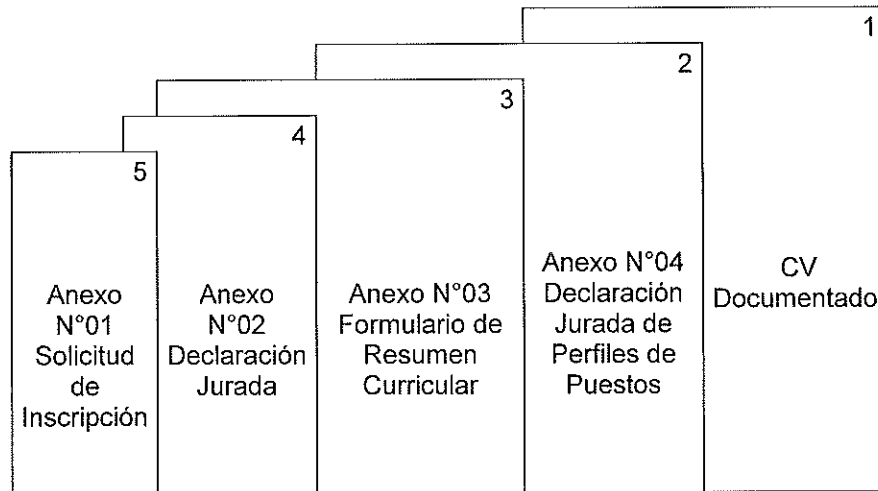 1
2
3
4
5
Anexo
N°01
Solicitud
de
Inscripción
Anexo
N°02
Declaración
Jurada
Anexo N°03
Formulario de
Resumen
Curricular
Anexo N°04
Declaración
Jurada de
Perfiles de
Puestos
CV
Documentado